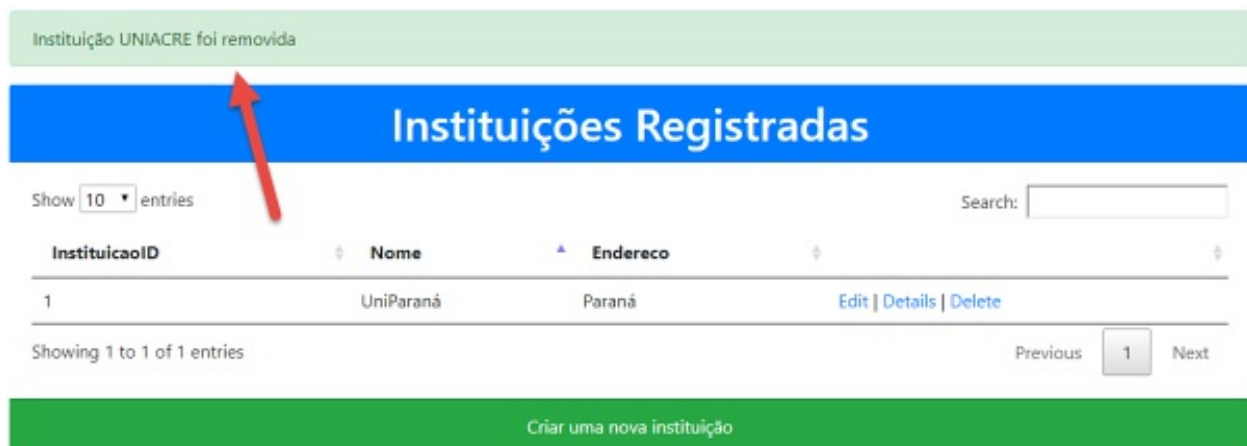 Instituição UNIACRE foi removida
Instituições Registradas
Show 10 entries Search:
InstituicaoID Nome Endereco
1 UniParaná Paraná Edit | Details | Delete
Showing 1 to 1 of 1 entries Previous 1 Next
Criar uma nova instituição